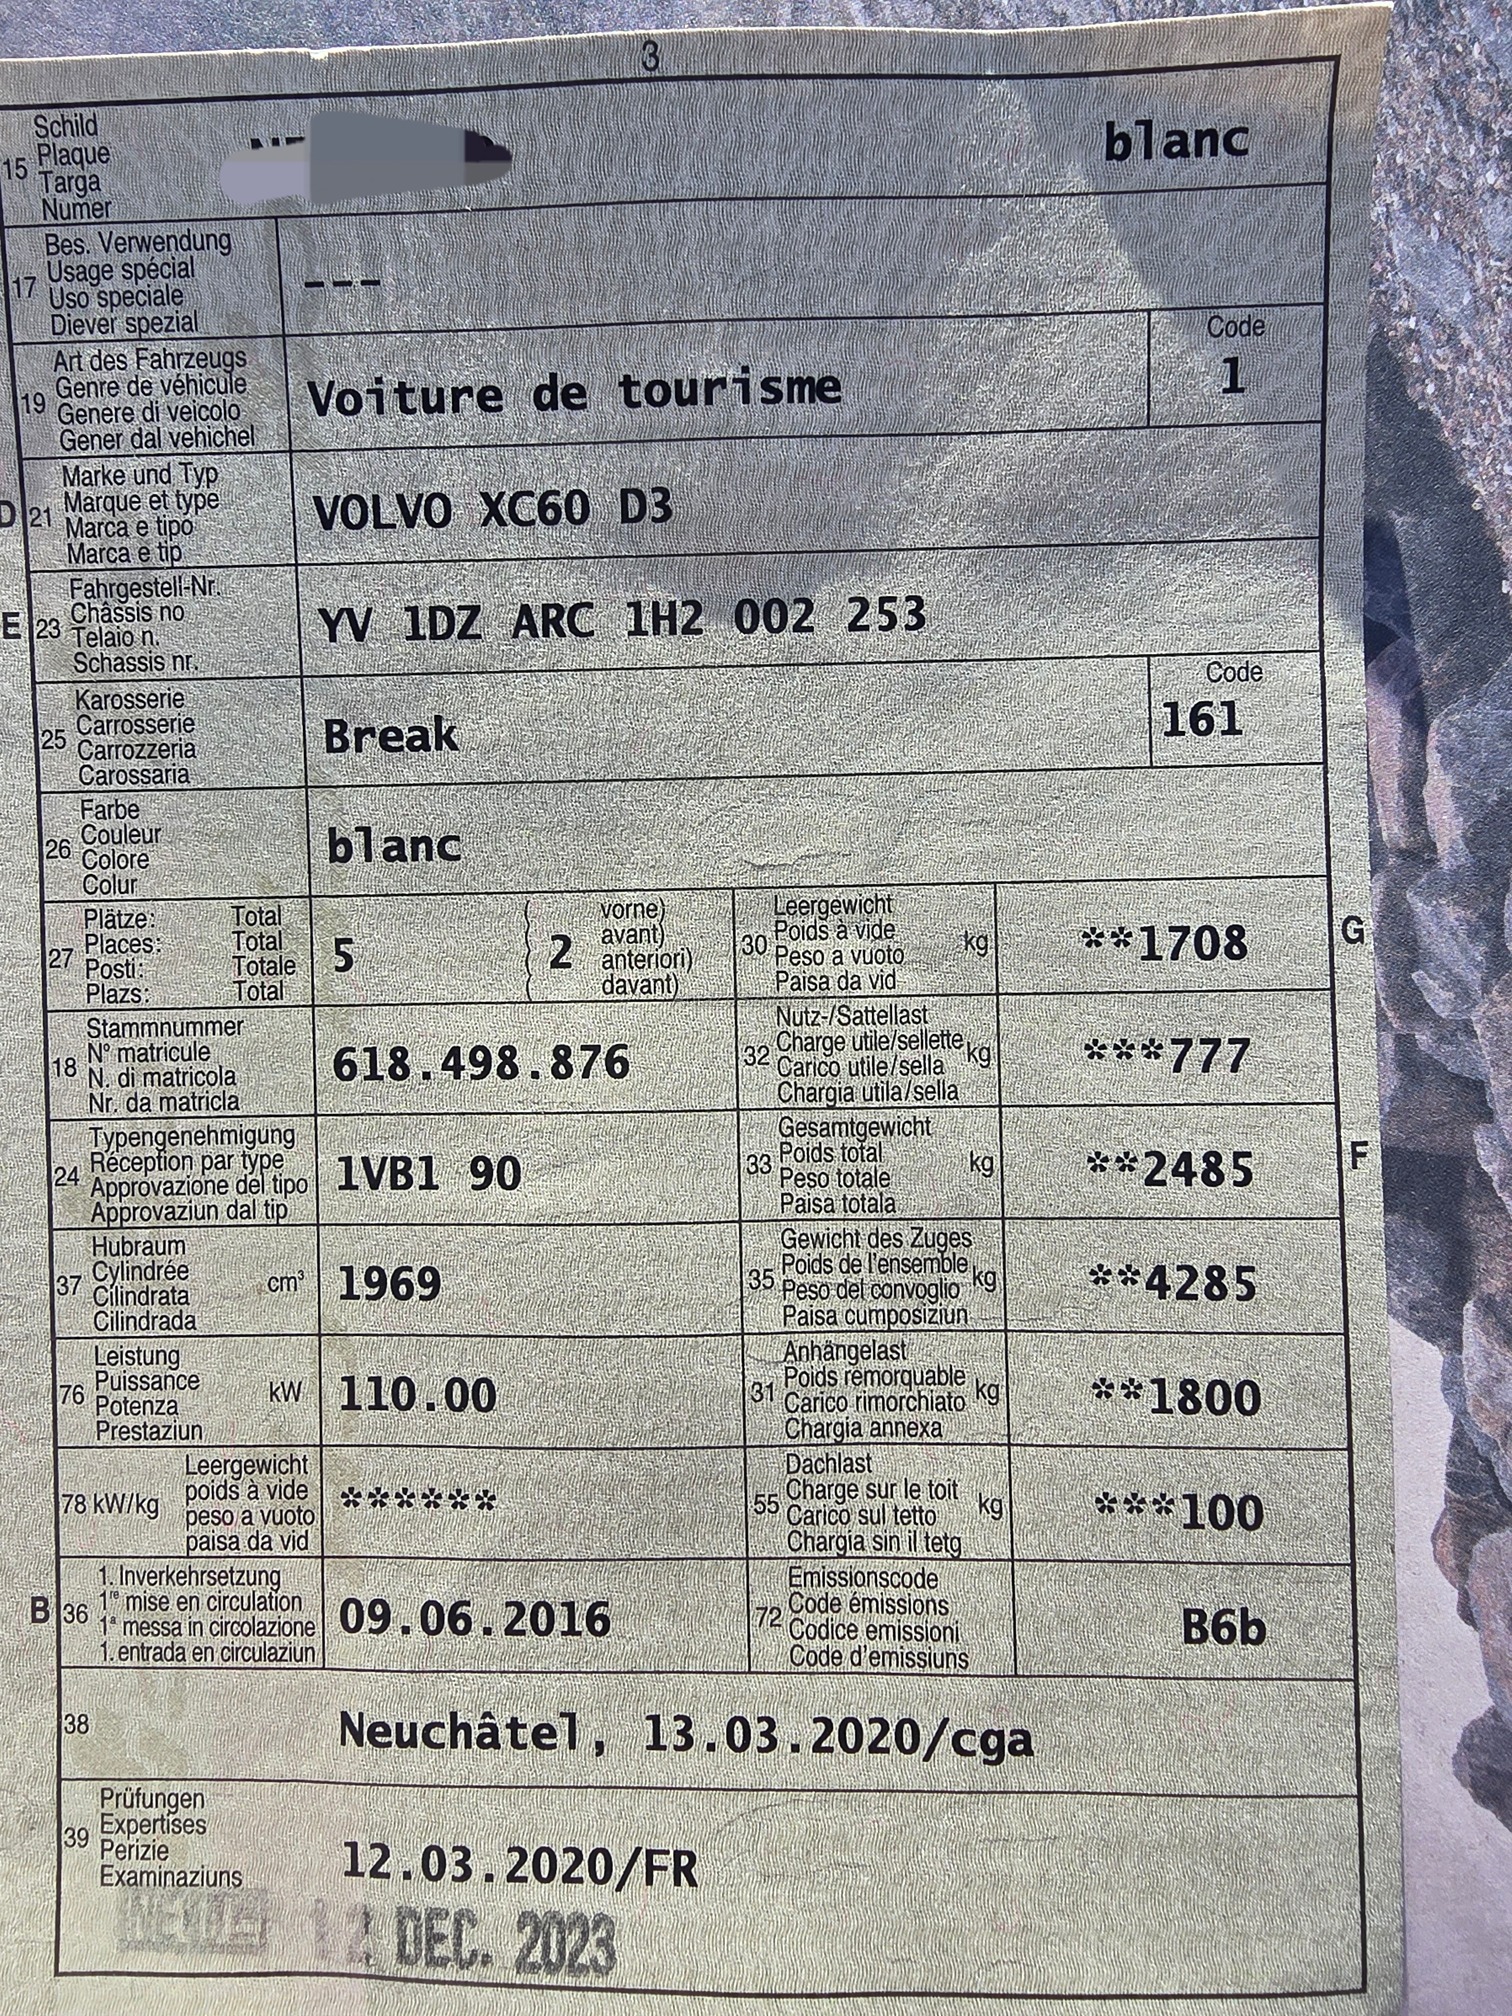 3
15 Schild
Plaque
Targa
Numer
blanc
17 Bes. Verwendung
Usage spécial
Uso speciale
Diever spezial
---
19 Art des Fahrzeugs
Genre de véhicule
Genere di veicolo
Gener dal vehichel
Voiture de tourisme
Code
1
D 21 Marke und Typ
Marque et type
Marca e tipo
Marca e tip
VOLVO XC60 D3
E 23 Fahrgestell-Nr.
Châssis no
Telaio n.
Schassis nr.
YV 1DZ ARC 1H2 002 253
25 Karosserie
Carrosserie
Carrozzeria
Carossaria
Break
Code
161
26 Farbe
Couleur
Colore
Colur
blanc
27 Plätze: Total
Places: Total
Posti: Totale
Plazs: Total
5
2
vorne)
avant)
anteriori)
davant)
30 Leergewicht
Poids à vide
Peso a vuoto
Paisa da vid
kg
**1708
G
18 Stammnummer
N° matricule
N. di matricola
Nr. da matricla
618.498.876
32 Nutz-/Sattellast
Charge utile/sellette
Carico utile/sella
Chargia utila/sella
kg
***777
24 Typengenehmigung
Réception par type
Approvazione del tipo
Approvaziun dal tip
1VB1 90
33 Gesamtgewicht
Poids total
Peso totale
Paisa totala
kg
**2485
F
37 Hubraum
Cylindrée
Cilindrata
Cilindrada
cm³
1969
35 Gewicht des Zuges
Poids de l'ensemble
Peso del convoglio
Paisa cumposiziun
kg
**4285
76 Leistung
Puissance
Potenza
Prestaziun
kW
110.00
31 Anhängelast
Poids remorquable
Carico rimorchiato
Chargia annexa
kg
**1800
78 kW/kg
Leergewicht
poids à vide
peso a vuoto
paisa da vid
******
55 Dachlast
Charge sur le toit
Carico sul tetto
Chargia sin il tetg
kg
***100
B 36 1. Inverkehrsetzung
1re mise en circulation
1a messa in circolazione
1. entrada en circulaziun
09.06.2016
72 Emissionscode
Code émissions
Codice emissioni
Code d'emissiuns
B6b
38
Neuchâtel, 13.03.2020/cga
39 Prüfungen
Expertises
Perizie
Examinaziuns
12.03.2020/FR
DEC. 2023